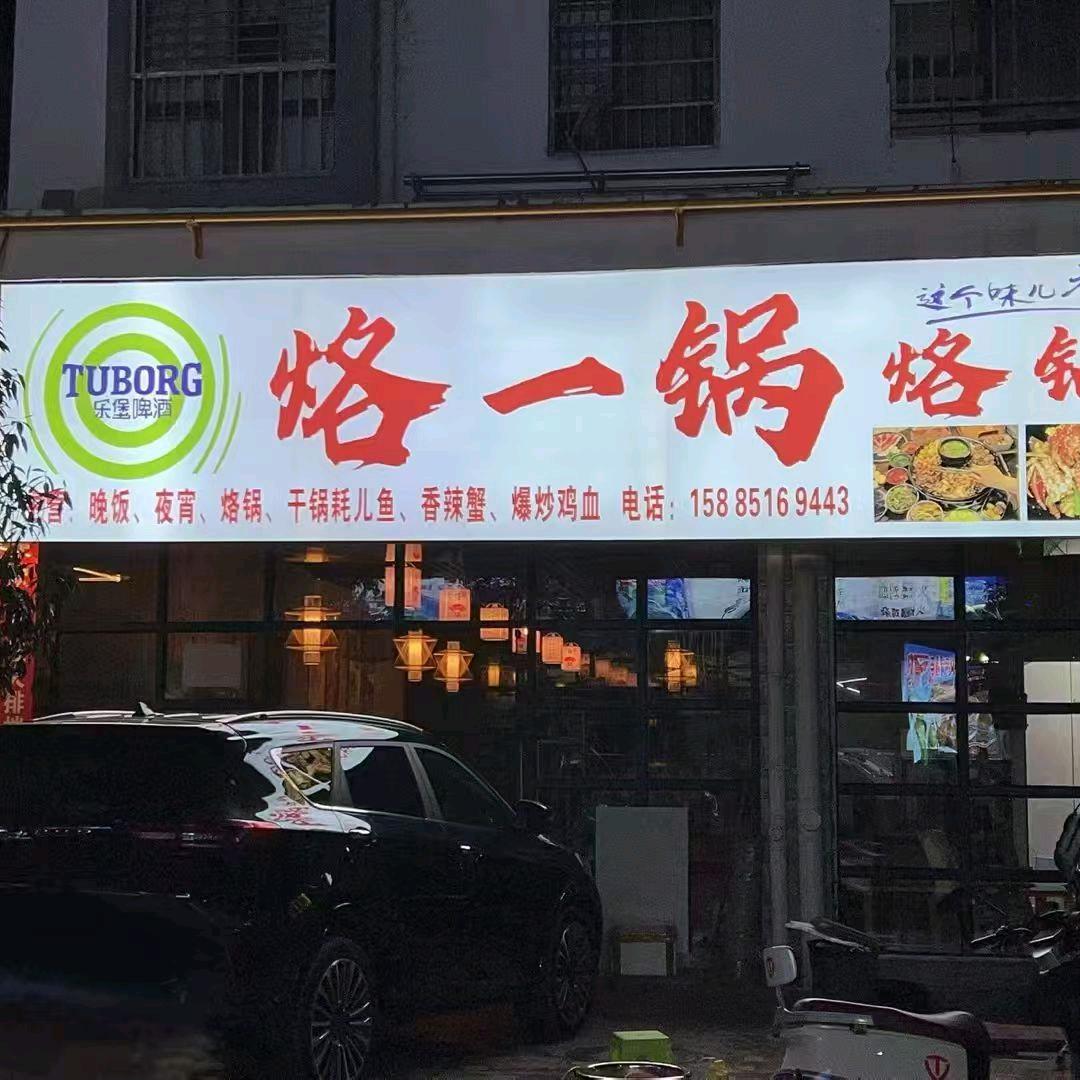 这个味儿
TUBORG
乐堡啤酒
烙一锅
烙锅
晚饭、夜宵、烙锅、干锅耗儿鱼、香辣蟹、爆炒鸡血 电话：158 8516 9443